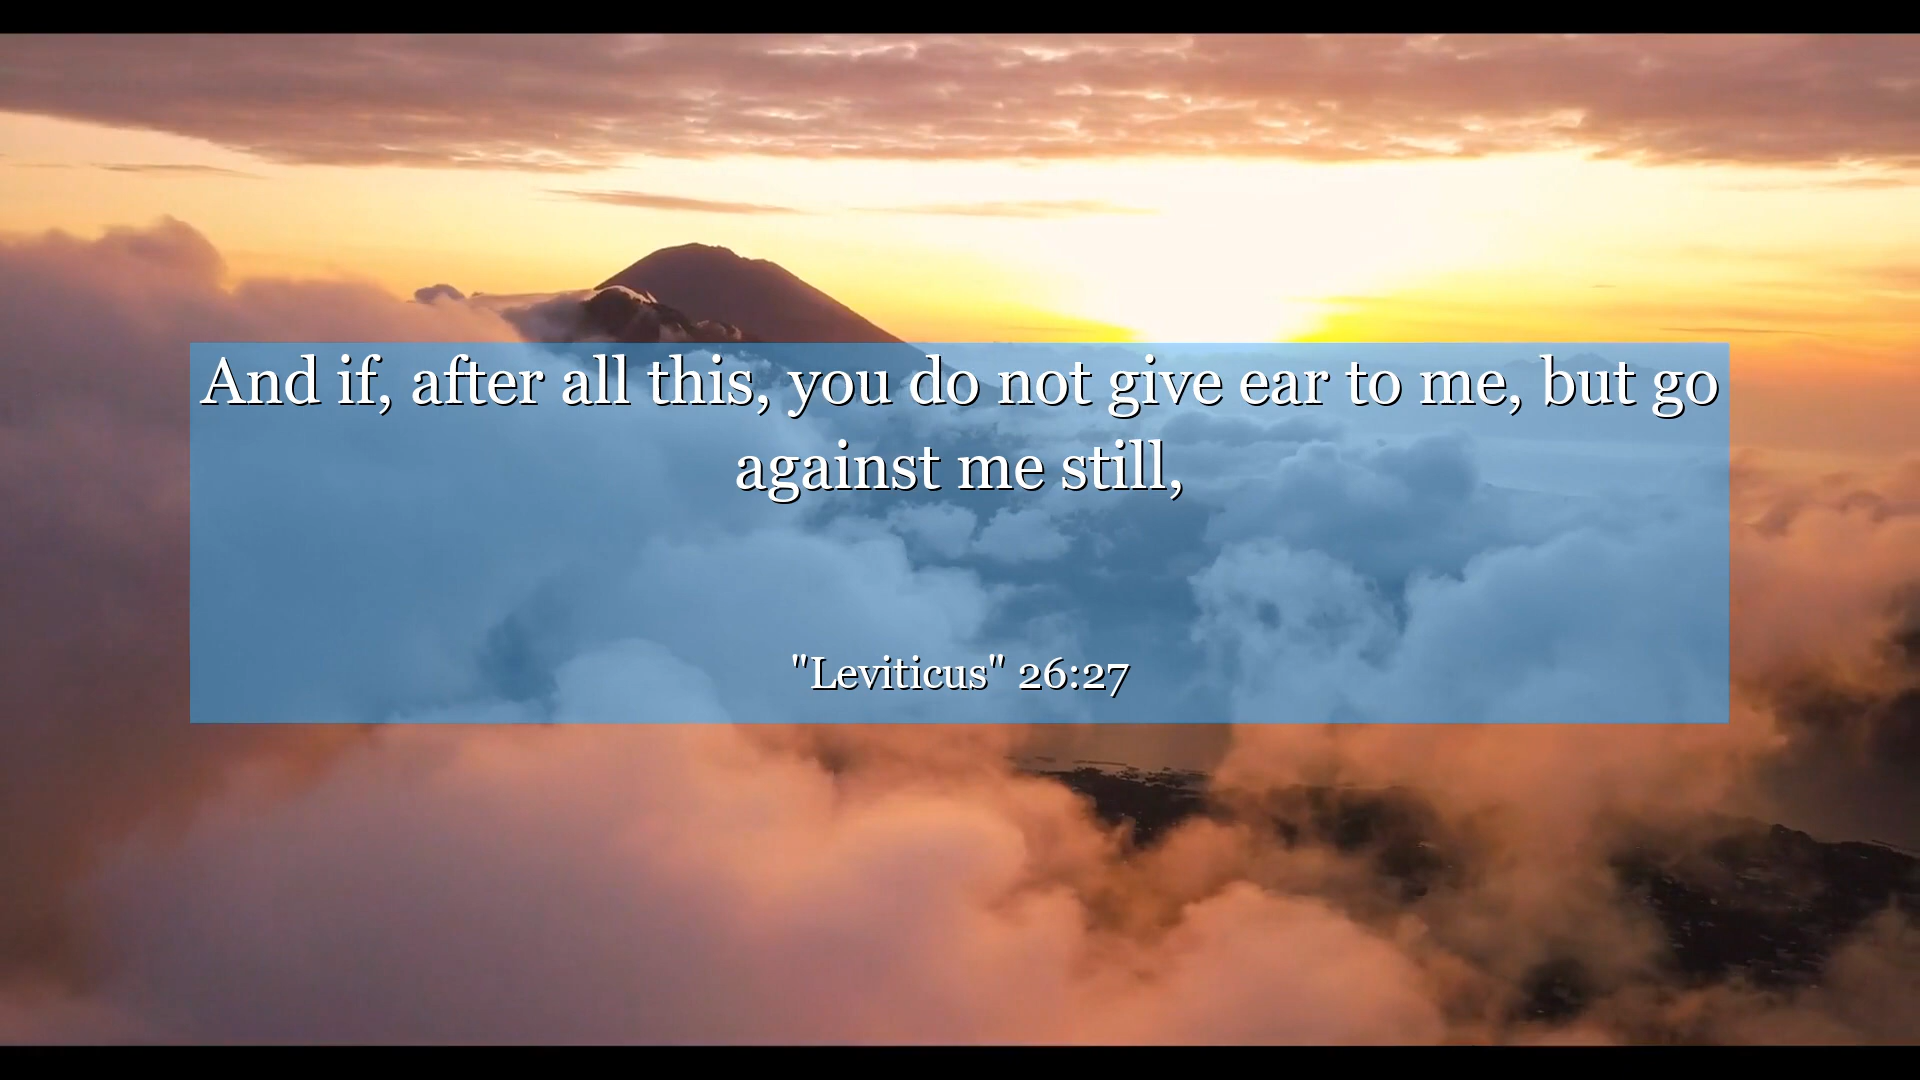 And if, after all this, you do not give ear to me, but go
against me still,
"Leviticus" 26:27